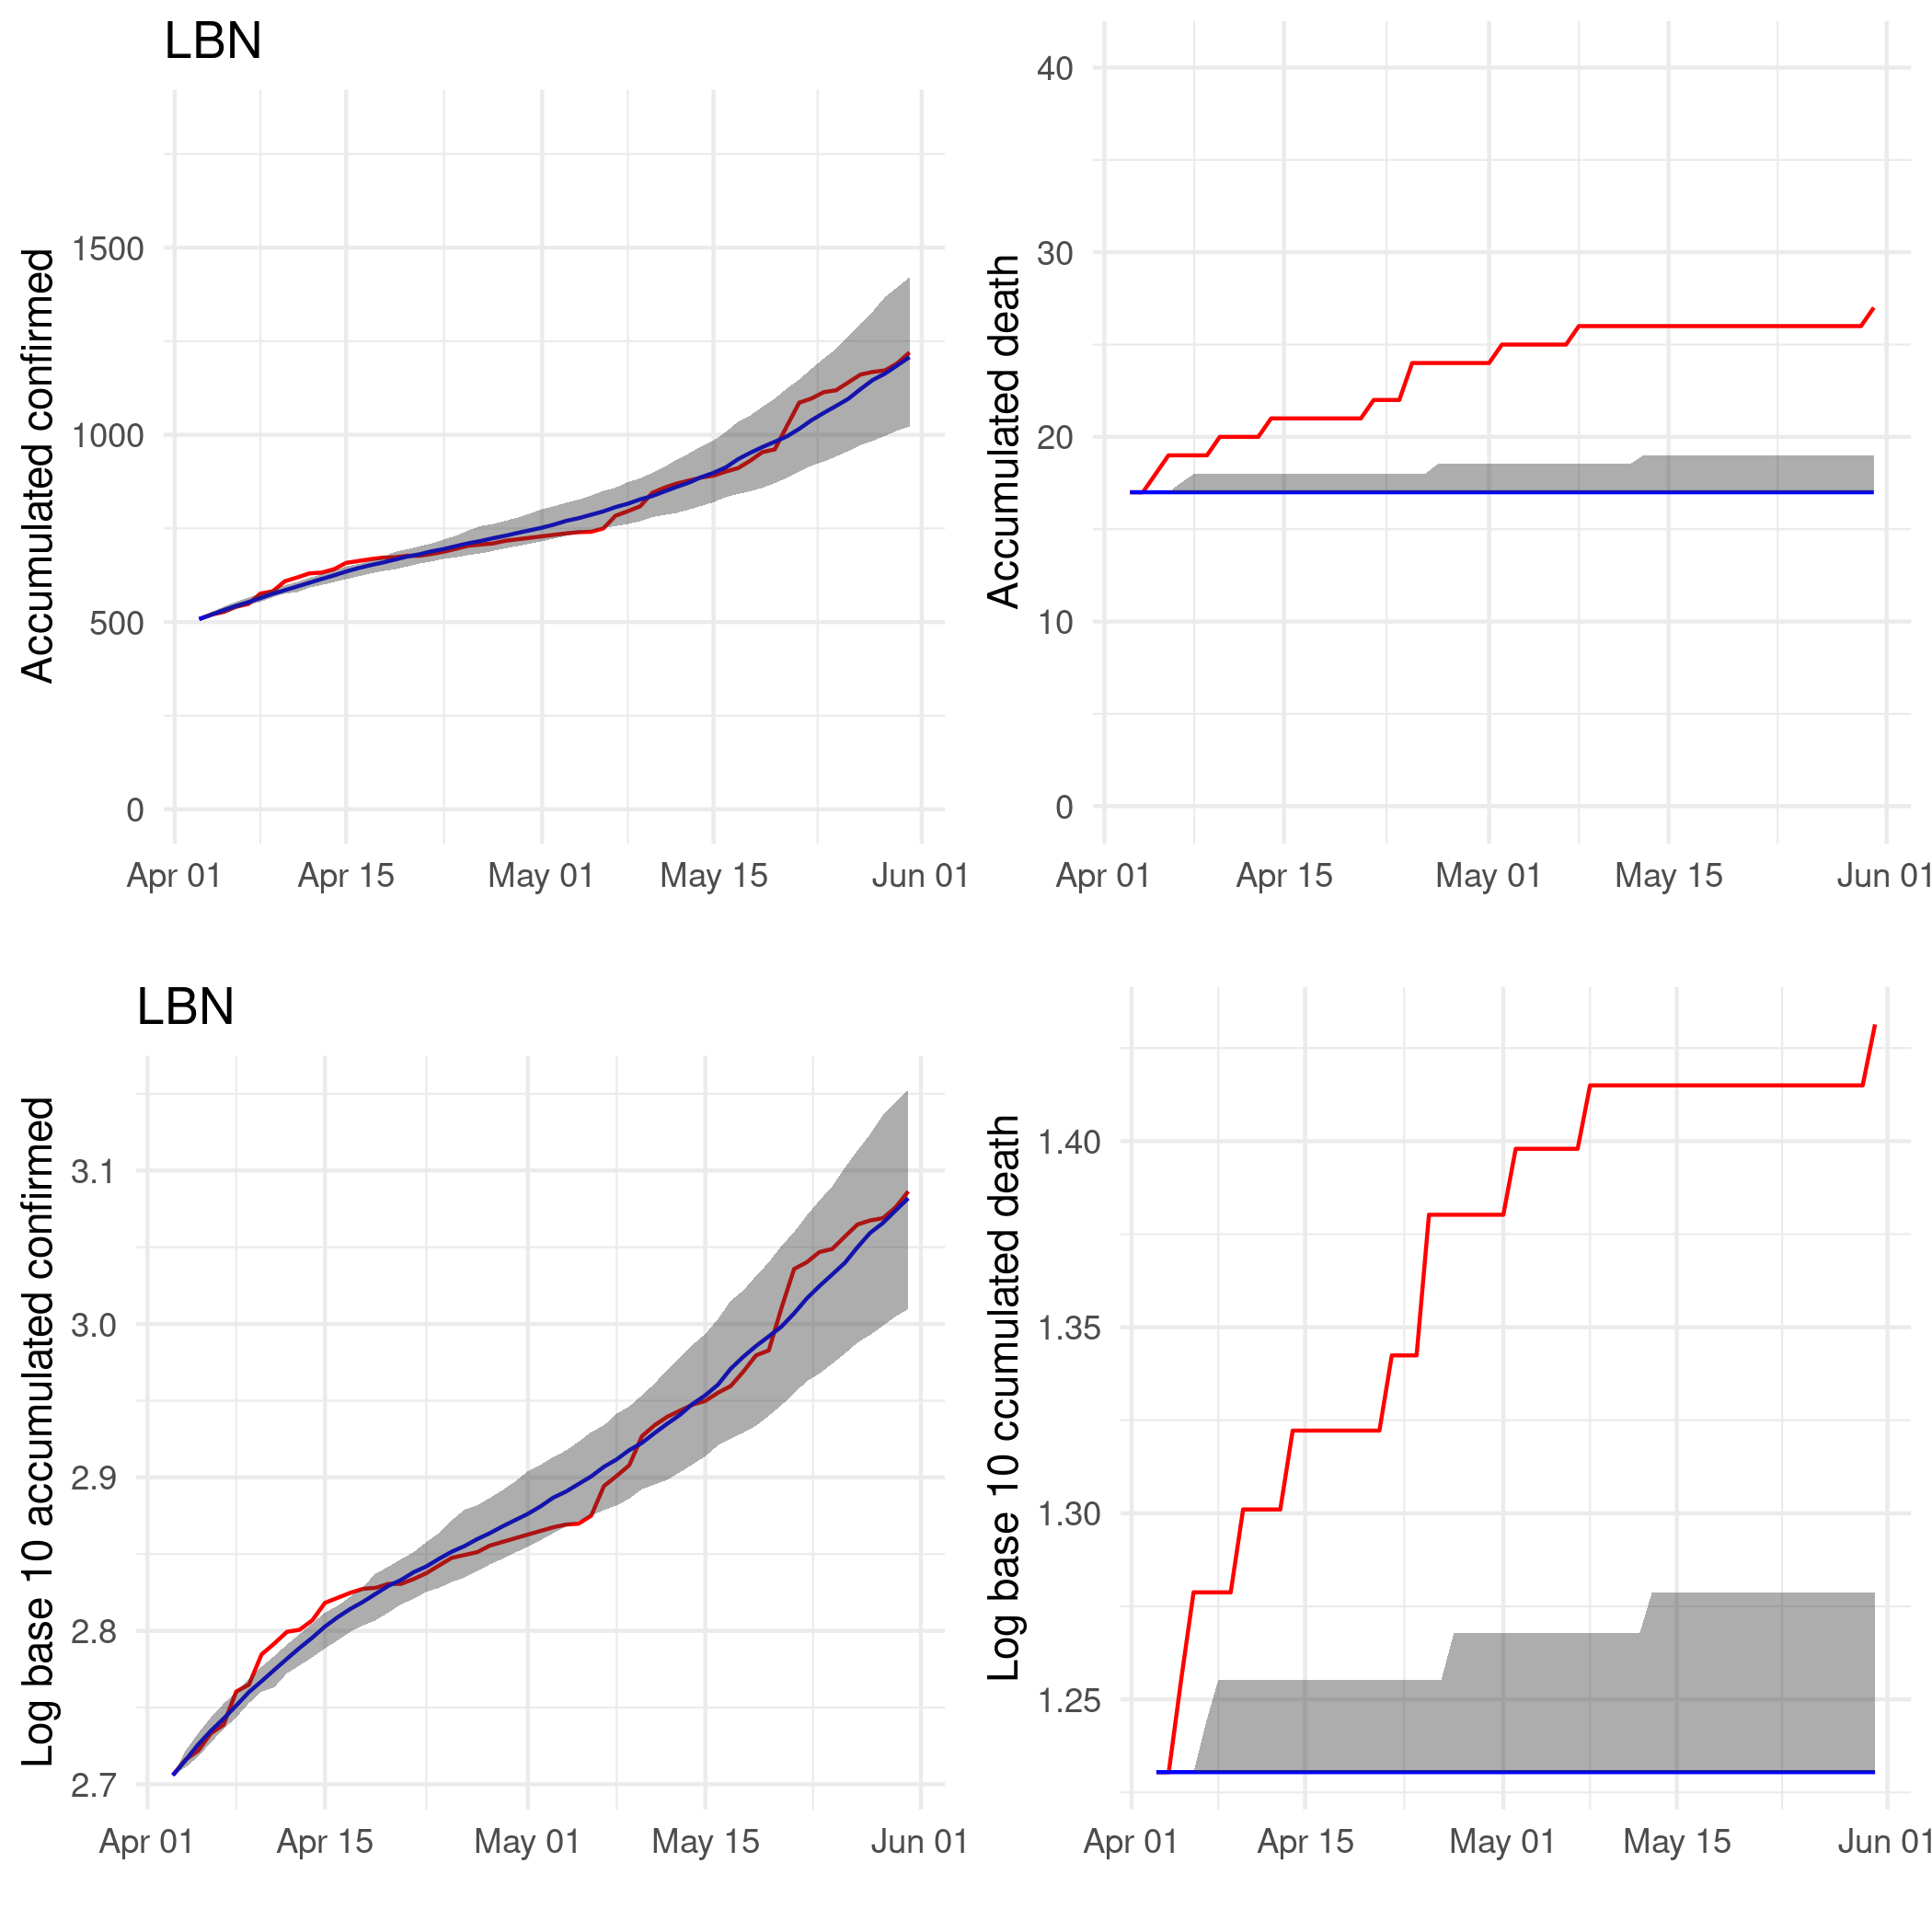 LBN
Accumulated confirmed
1500
1000
500
0
Apr 01 Apr 15 May 01 May 15 Jun 01
Accumulated death
40
30
20
10
0
Apr 01 Apr 15 May 01 May 15 Jun 01
LBN
Log base 10 accumulated confirmed
3.1
3.0
2.9
2.8
2.7
Apr 01 Apr 15 May 01 May 15 Jun 01
Log base 10 ccumulated death
1.40
1.35
1.30
1.25
Apr 01 Apr 15 May 01 May 15 Jun 01